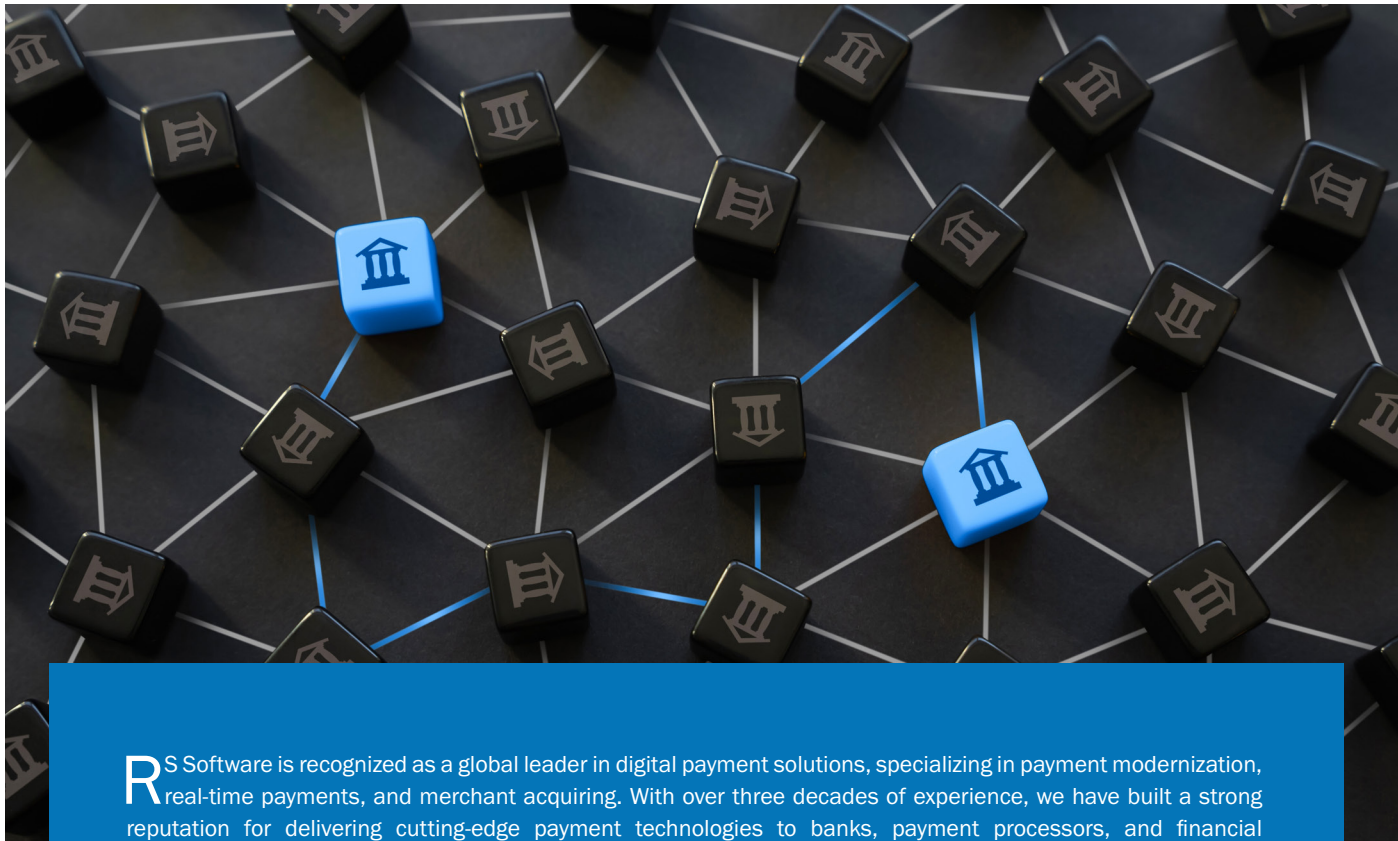 RS Software is recognized as a global leader in digital payment solutions, specializing in payment modernization,
real-time payments, and merchant acquiring. With over three decades of experience, we have built a strong
reputation for delivering cutting-edge payment technologies to banks, payment processors, and financial